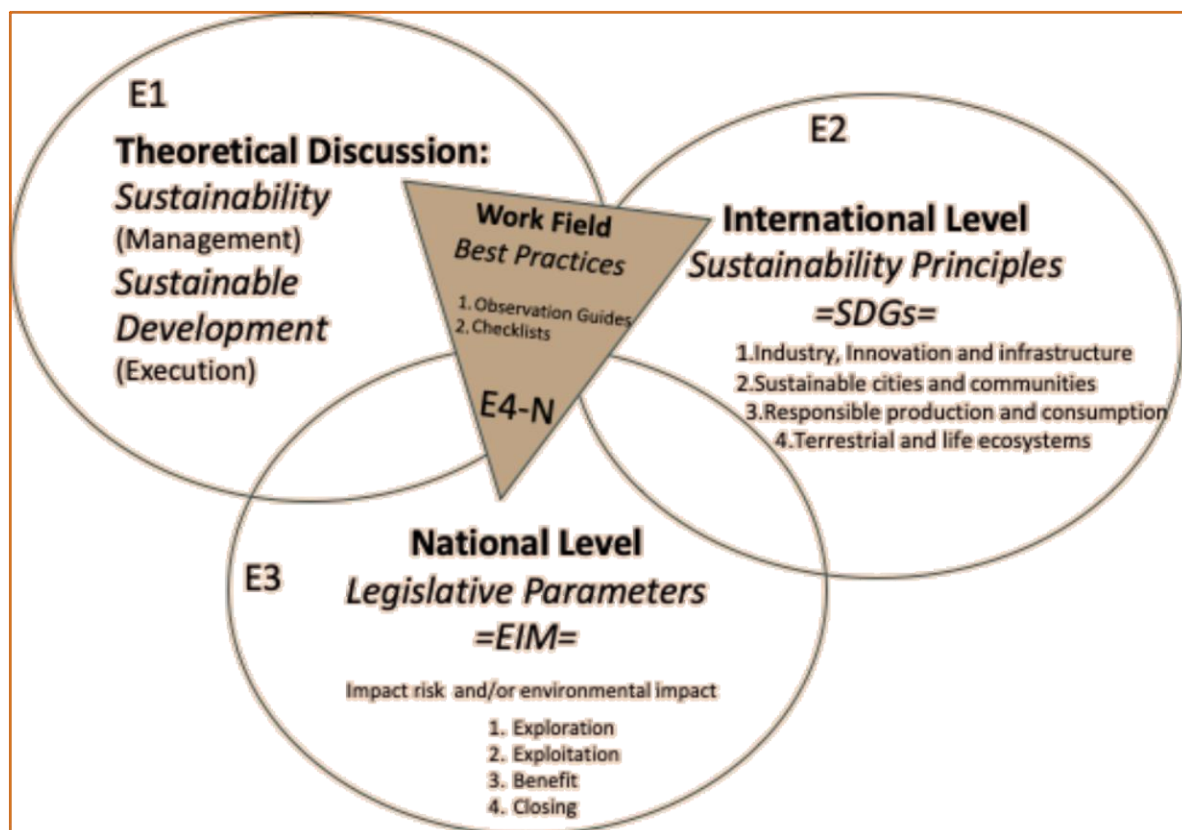 E1
Theoretical Discussion:
Sustainability
(Management)
Sustainable
Development
(Execution)
Work Field
Best Practices
1. Observation Guides
2. Checklists
E4-N
E2
International Level
Sustainability Principles
=SDGs=
1.Industry, Innovation and infrastructure
2.Sustainable cities and communities
3.Responsible production and consumption
4.Terrestrial and life ecosystems
E3
National Level
Legislative Parameters
=EIM=
Impact risk and/or environmental impact
1. Exploration
2. Exploitation
3. Benefit
4. Closing